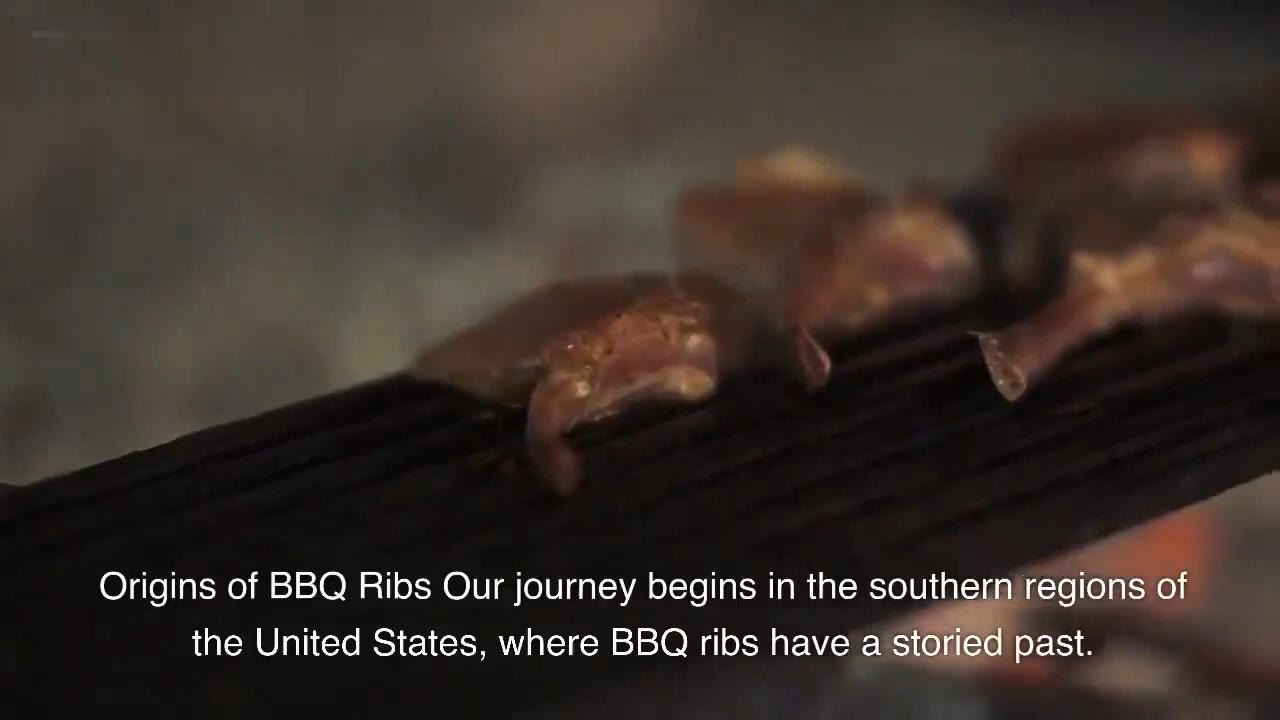 Origins of BBQ Ribs Our journey begins in the southern regions of
the United States, where BBQ ribs have a storied past.